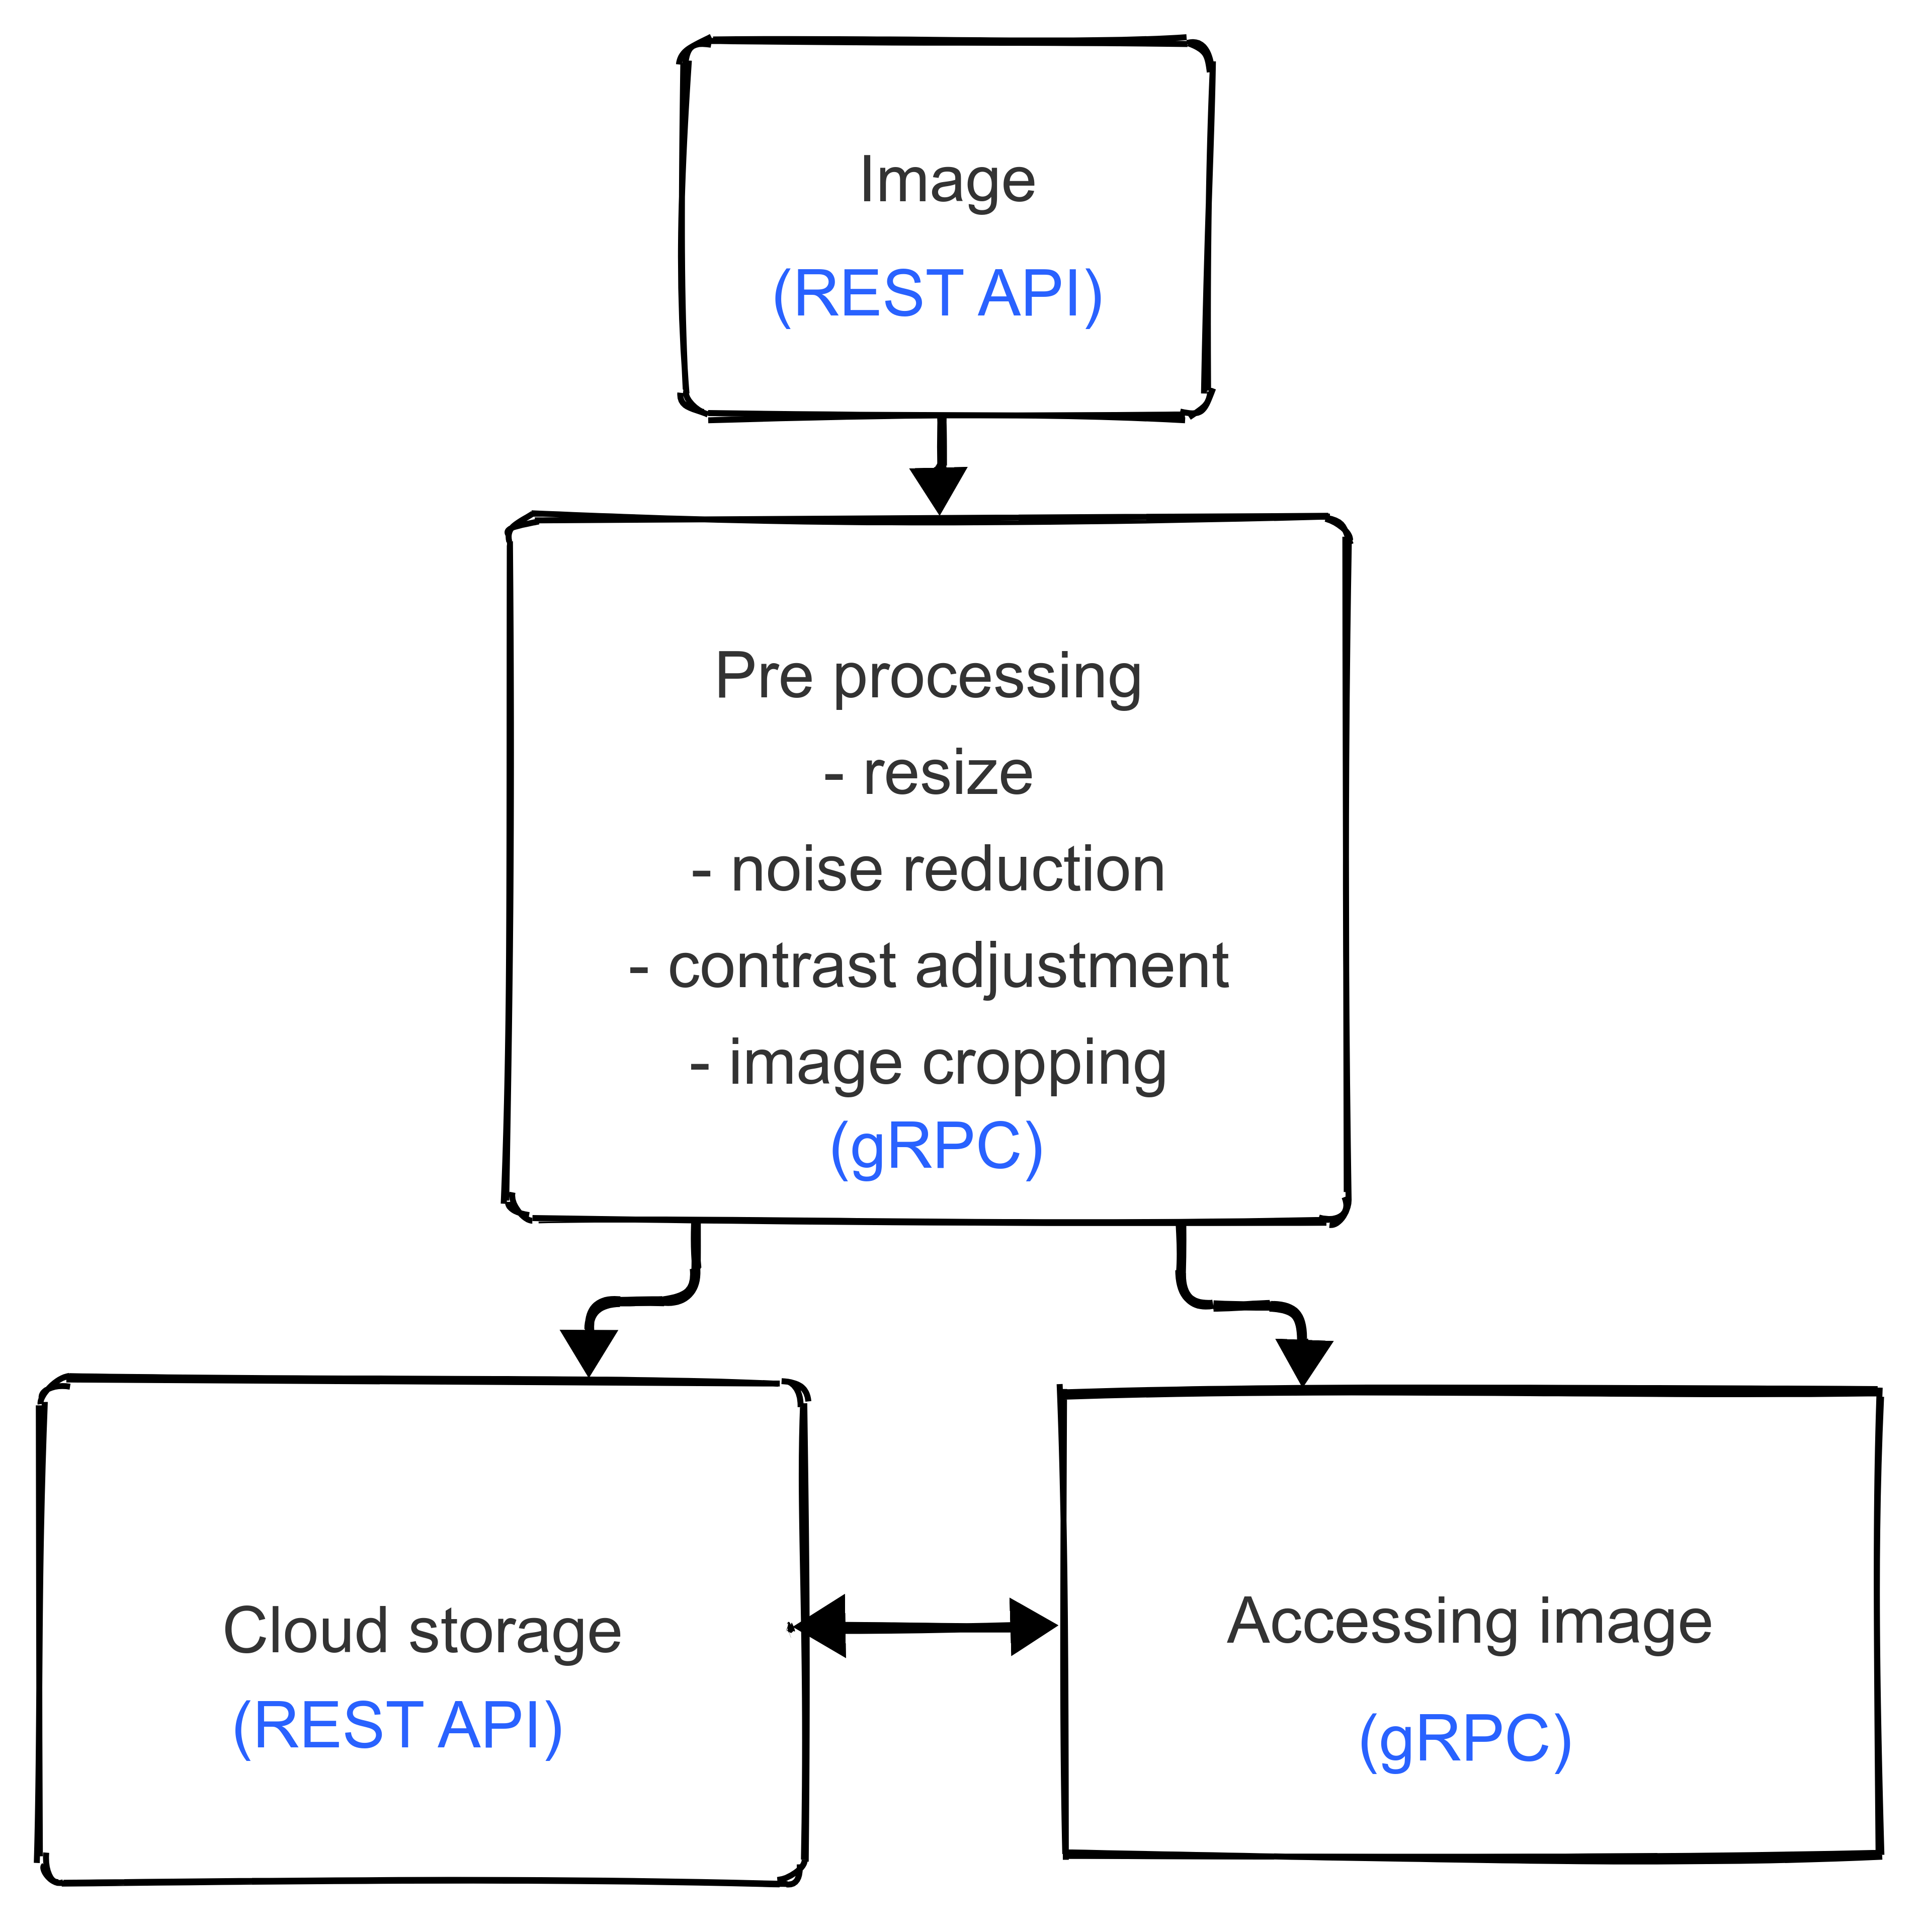 Image
(REST API)
Pre processing
- resize
- noise reduction
- contrast adjustment
- image cropping
(gRPC)
Cloud storage
(REST API)
Accessing image
(gRPC)